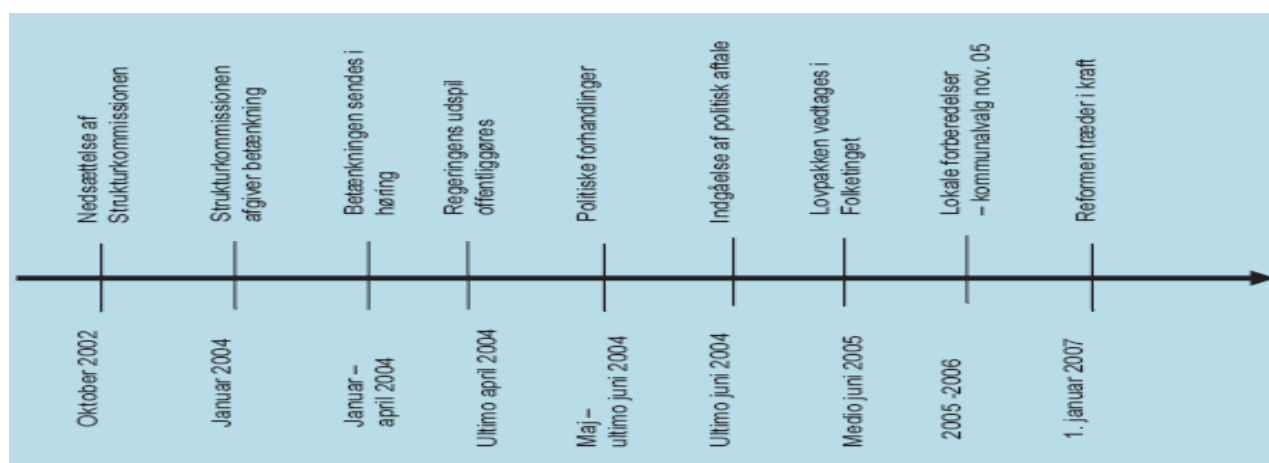 Oktober 2002
Nedsættelse af
Strukturkommissionen
Januar 2004
Strukturkommissionen
afgiver betænkning
Januar –
april 2004
Betænkningen sendes i
høring
Ultimo april 2004
Regeringens udspil
offentliggøres
Maj –
ultimo juni 2004
Politiske forhandlinger
Ultimo juni 2004
Indgåelse af politisk aftale
Medio juni 2005
Lovpakken vedtages i
Folketinget
2005 -2006
Lokale forberedelser
– kommunalvalg nov. 05
1. januar 2007
Reformen træder i kraft